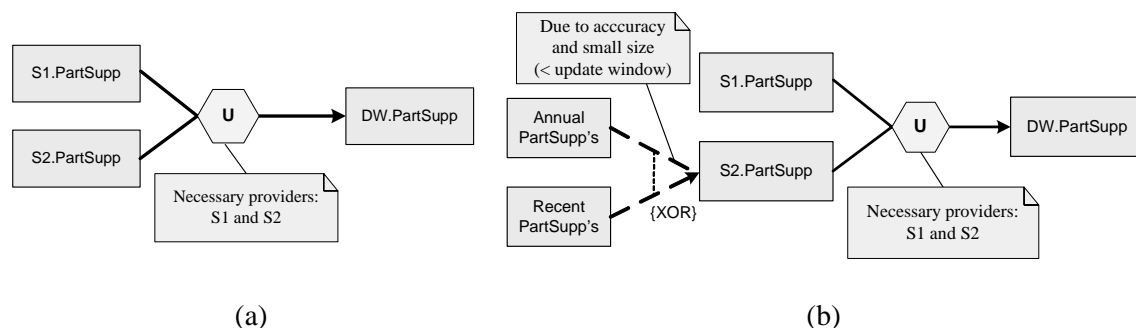 S1.PartSupp
S2.PartSupp
U
DW.PartSupp
Necessary providers:
S1 and S2
(a)
Due to acccuracy
and small size
(< update window)
Annual
PartSupp's
Recent
PartSupp's
{XOR}
S1.PartSupp
S2.PartSupp
U
DW.PartSupp
Necessary providers:
S1 and S2
(b)